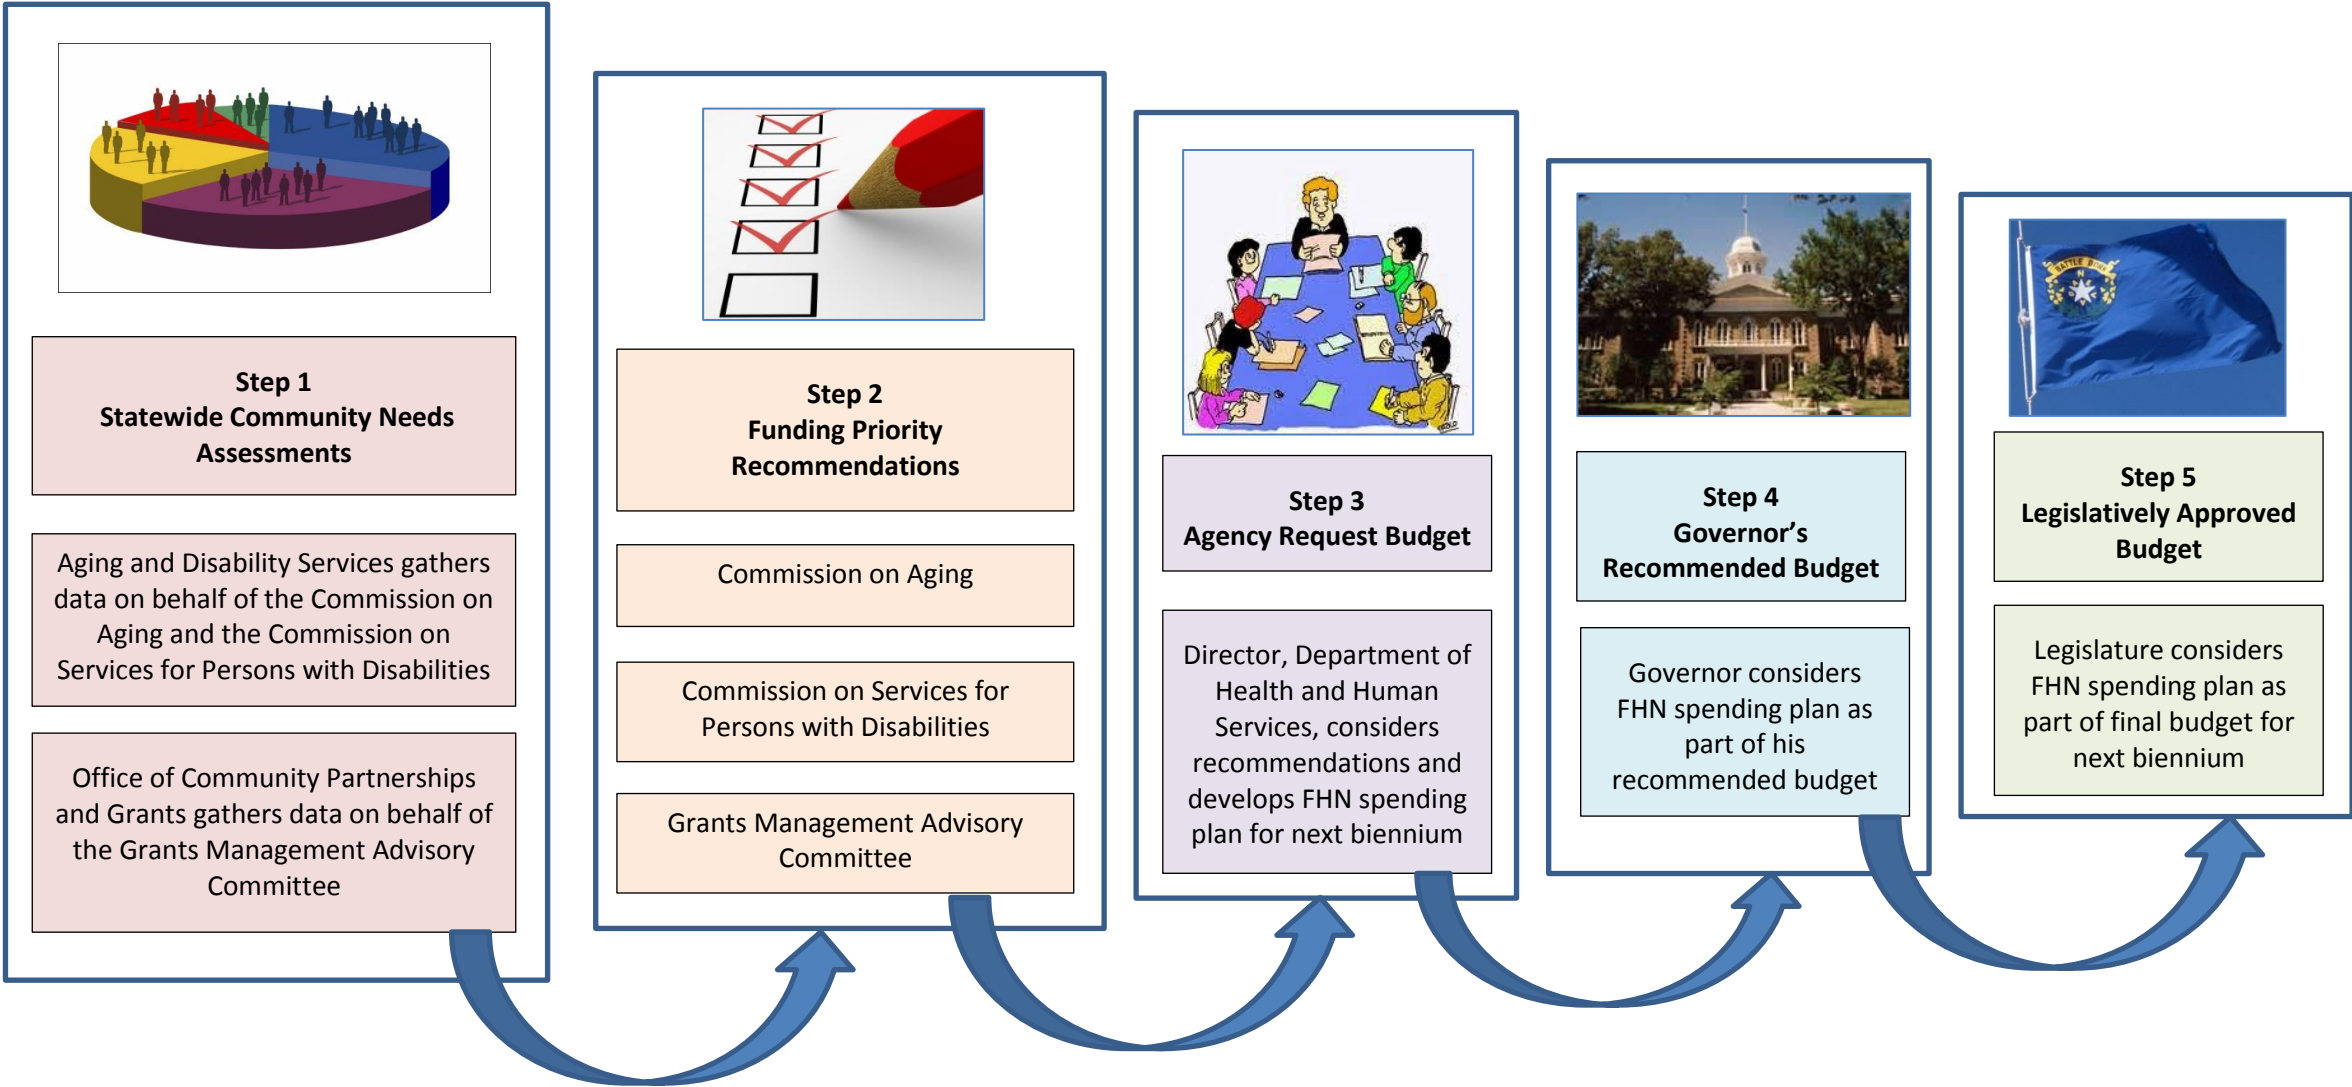 Step 1
Statewide Community Needs
Assessments
Aging and Disability Services gathers
data on behalf of the Commission on
Aging and the Commission on
Services for Persons with Disabilities
Office of Community Partnerships
and Grants gathers data on behalf of
the Grants Management Advisory
Committee
Step 2
Funding Priority
Recommendations
Commission on Aging
Commission on Services for
Persons with Disabilities
Grants Management Advisory
Committee
Step 3
Agency Request Budget
Director, Department of
Health and Human
Services, considers
recommendations and
develops FHN spending
plan for next biennium
Step 4
Governor’s
Recommended Budget
Governor considers
FHN spending plan as
part of his
recommended budget
BATTLE
N
Step 5
Legislatively Approved
Budget
Legislature considers
FHN spending plan as
part of final budget for
next biennium